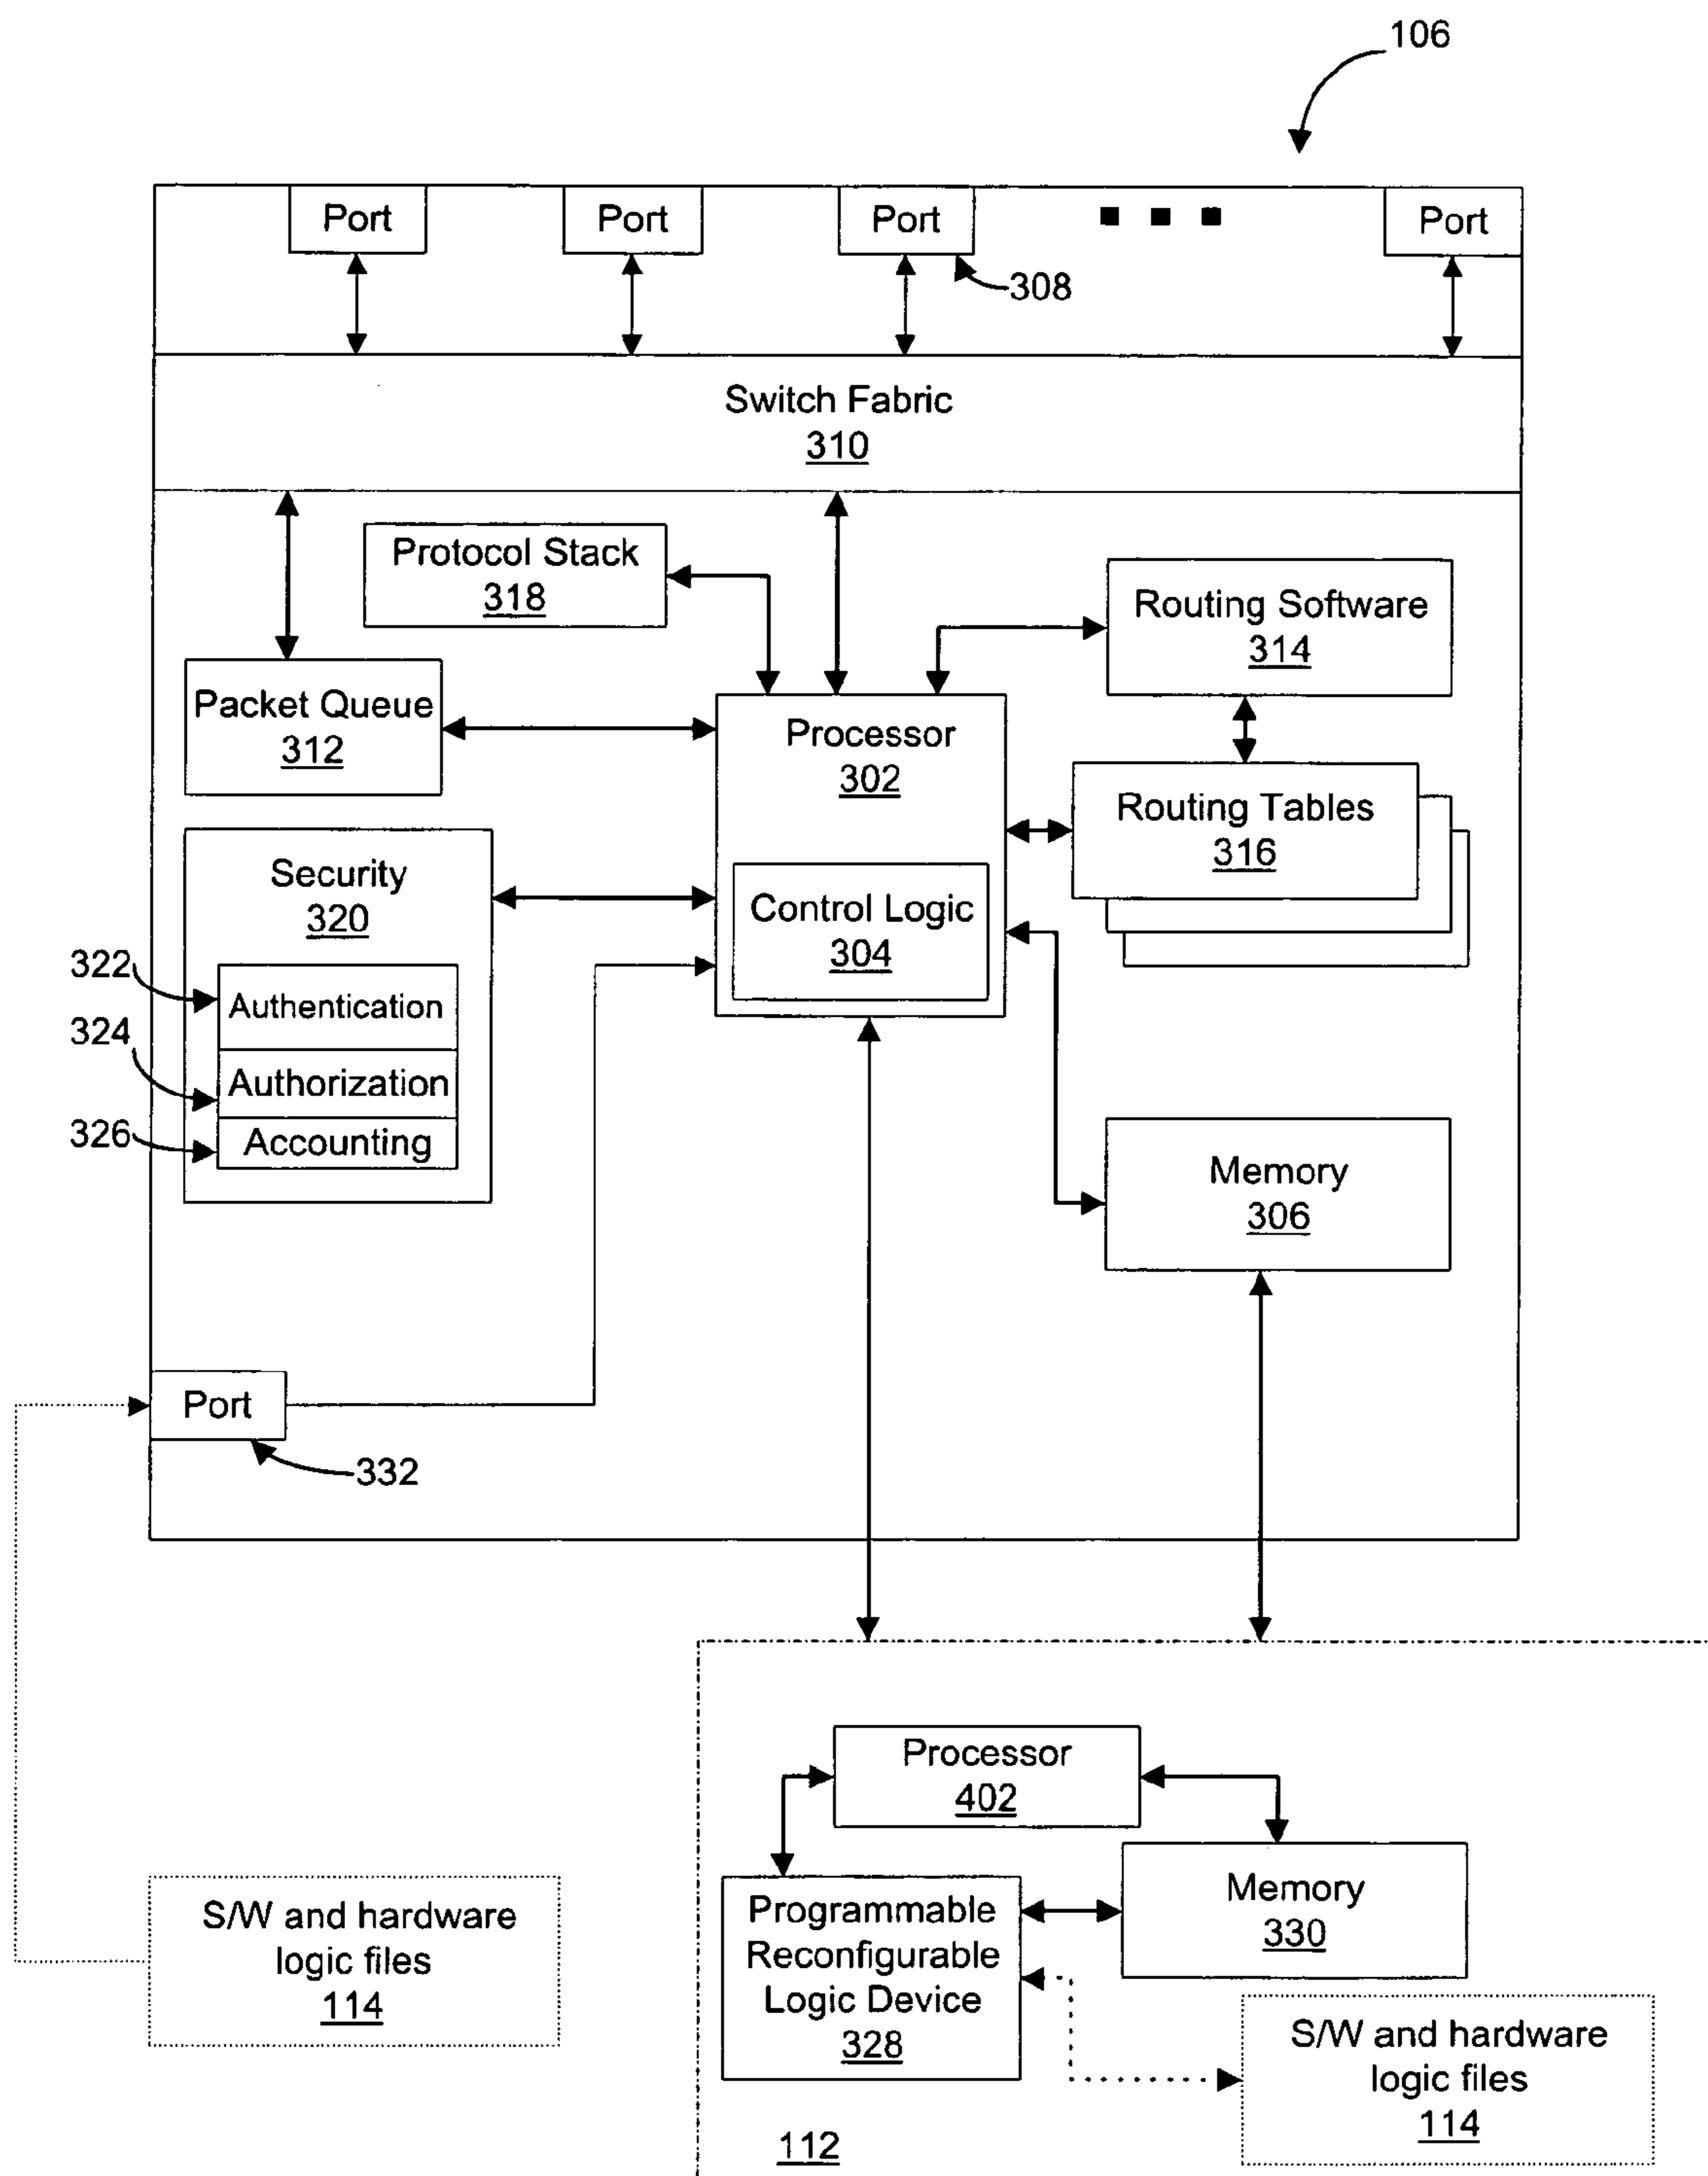 106
Port
Port
Port
Port
308
Switch Fabric
310
Protocol Stack
318
Routing Software
314
Packet Queue
312
Processor
302
Routing Tables
316
Security
320
Control Logic
304
322
Authentication
324
Authorization
326
Accounting
Memory
306
Port
332
Processor
402
Memory
330
Programmable
Reconfigurable
Logic Device
328
S/W and hardware
logic files
114
S/W and hardware
logic files
114
112